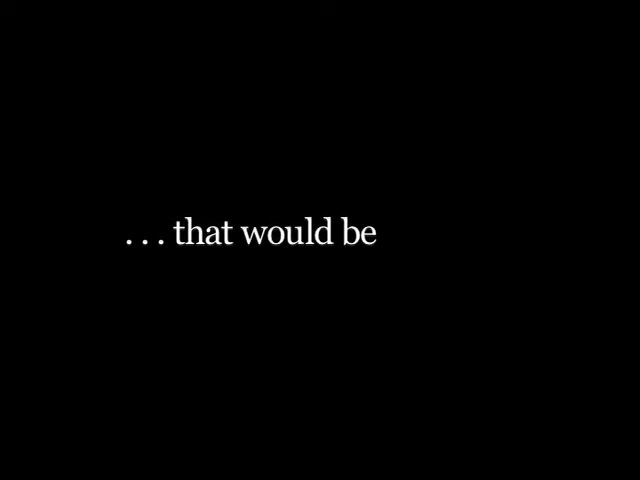 . . . that would be